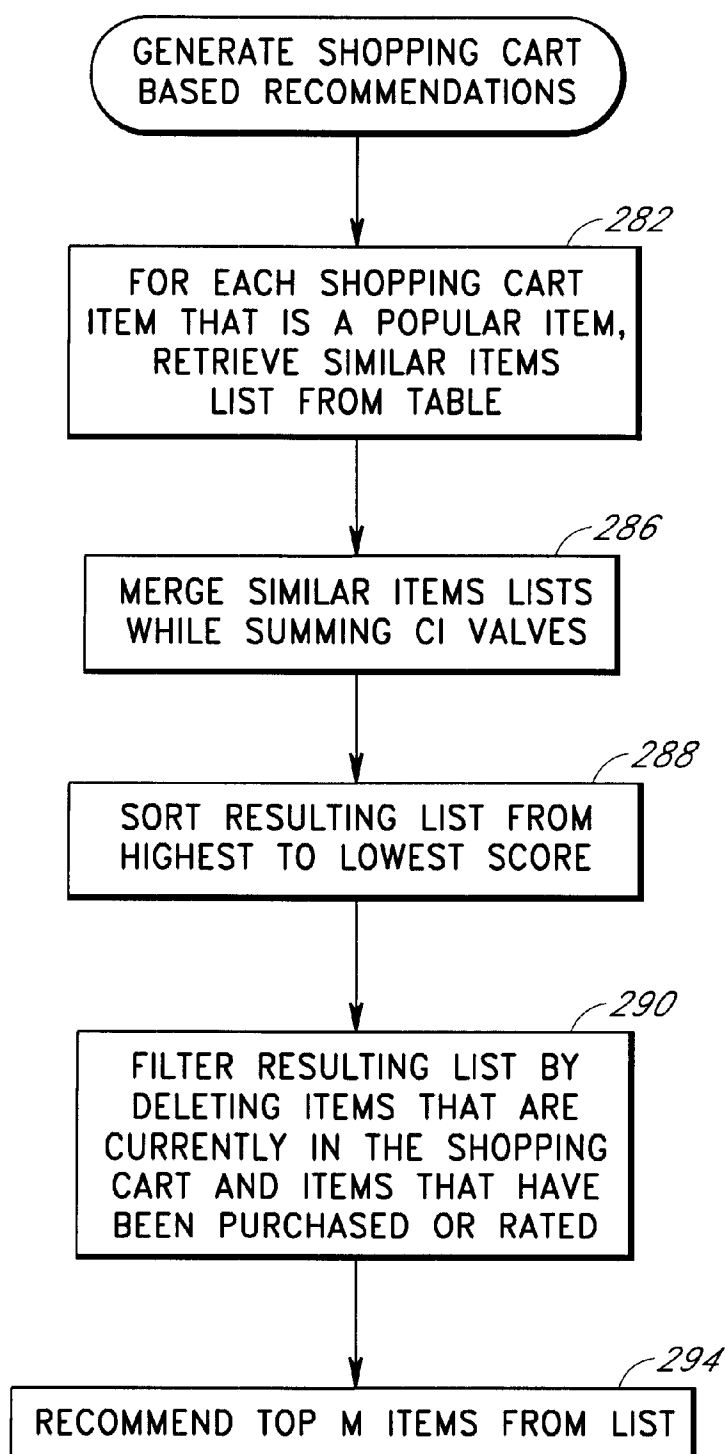 GENERATE SHOPPING CART
BASED RECOMMENDATIONS
282
FOR EACH SHOPPING CART
ITEM THAT IS A POPULAR ITEM,
RETRIEVE SIMILAR ITEMS
LIST FROM TABLE
286
MERGE SIMILAR ITEMS LISTS
WHILE SUMMING CI VALVES
288
SORT RESULTING LIST FROM
HIGHEST TO LOWEST SCORE
290
FILTER RESULTING LIST BY
DELETING ITEMS THAT ARE
CURRENTLY IN THE SHOPPING
CART AND ITEMS THAT HAVE
BEEN PURCHASED OR RATED
294
RECOMMEND TOP M ITEMS FROM LIST